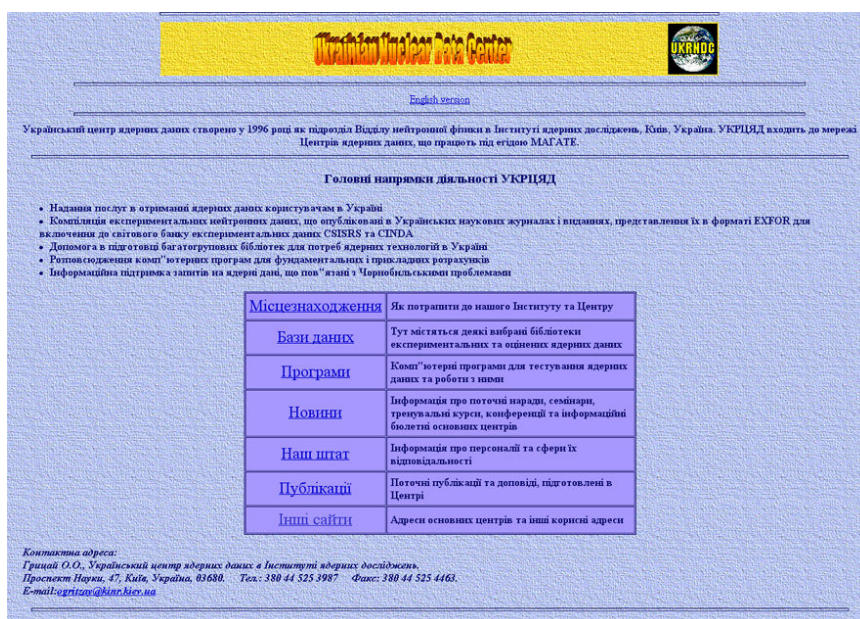 Ukrainian Nuclear Data Center
UKRNDC
English version
Український центр ядерних даних створено у 1996 році як підрозділ Відділу нейтронної фізики в Інституті ядерних досліджень, Київ, Україна. УКРЦЯД входить до мережі
Центрів ядерних даних, що працють під егідою МАГАТЕ.
Головні напрямки діяльності УКРЦЯД
• Надання послуг в отриманні ядерних даних користувачам в Україні
• Компіляція експериментальних нейтронних даних, що опубліковані в Українських наукових журналах і виданнях, представлення їх в форматі EXFOR для
включення до світового банку експериментальних даних CSISRS та CINDA
• Допомога в підготовці багатогрупових бібліотек для потреб ядерних технологій в Україні
• Розповсюдження комп"ютерних програм для фундаментальних і прикладних розрахунків
• Інформаційна підтримка запитів на ядерні дані, що пов"язані з Чорнобильськими проблемами
Місцезнаходження Як потрапити до нашого Інституту та Центру
Бази даних Тут містяться деякі вибрані бібліотеки
експериментальних та оцінених ядерних даних
Програми Комп"ютерні програми для тестування ядерних
даних та роботи з ними
Новини Інформація про поточні наради, семінари,
тренувальні курси, конференції та інформаційні
бюлетні основних центрів
Наш штат Інформація про персоналії та сфери їх
відповідальності
Публікації Поточні публікації та доповіді, підготовлені в
Центрі
Інші сайти Адреси основних центрів та інші корисні адреси
Контактна адреса:
Грицай О.О., Український центр ядерних даних в Інституті ядерних досліджень.
Проспект Науки, 47, Київ, Україна, 03680. Тел.: 380 44 525 3987 Факс: 380 44 525 4463.
E-mail:ogritzay@kinr.kiev.ua